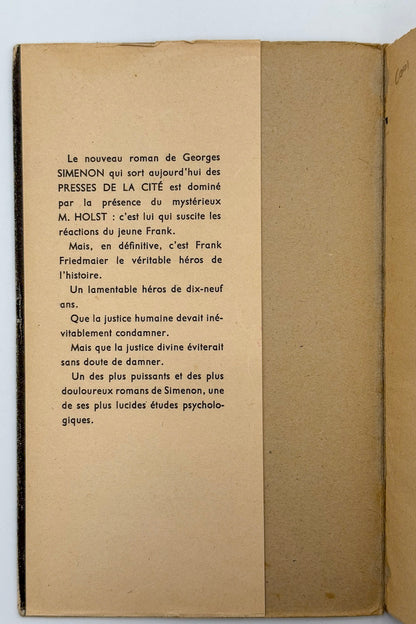 Le nouveau roman de Georges
SIMENON qui sort aujourd'hui des
PRESSES DE LA CITÉ est dominé
par la présence du mystérieux
M. HOLST : c'est lui qui suscite les
réactions du jeune Frank.
Mais, en définitive, c'est Frank
Friedmaier le véritable héros de
l'histoire.
Un lamentable héros de dix-neuf
ans.
Que la justice humaine devait iné-
vitablement condamner.
Mais que la justice divine éviterait
sans doute de damner.
Un des plus puissants et des plus
douloureux romans de Simenon, une
de ses plus lucides études psycholo-
giques.